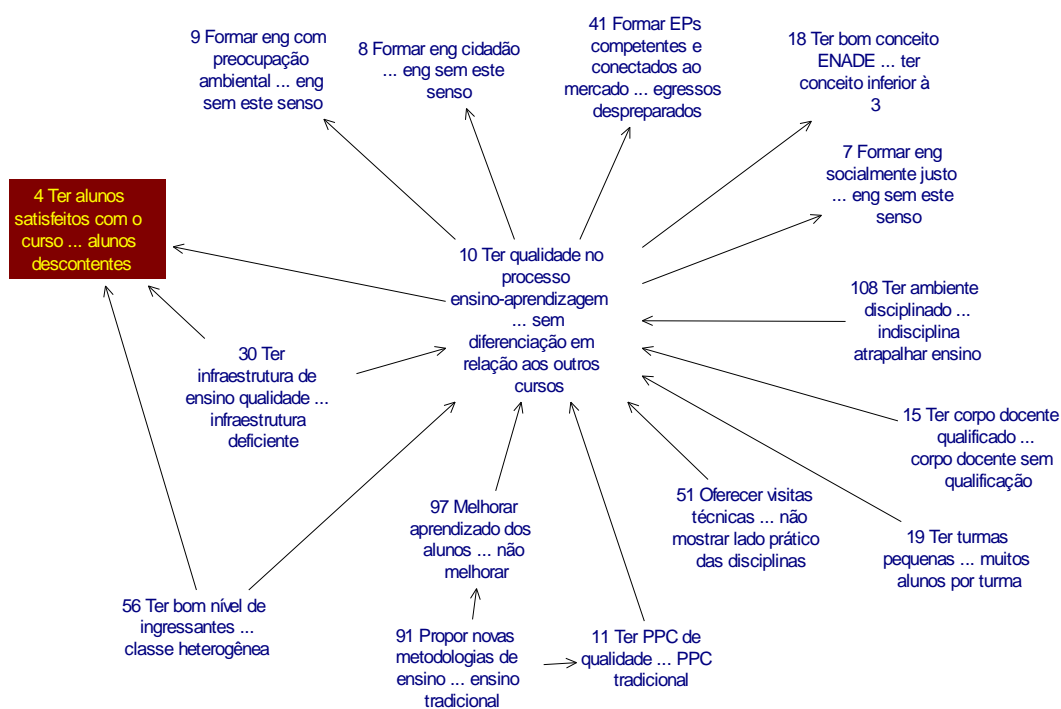 9 Formar eng com
preocupação
ambiental ... eng
sem este senso
8 Formar eng cidadão
... eng sem este
senso
41 Formar EPs
competentes e
conectados ao
mercado ... egressos
despreparados
18 Ter bom conceito
ENADE ... ter
conceito inferior à
3
7 Formar eng
socialmente justo
... eng sem este
senso
4 Ter alunos
satisfeitos com o
curso ... alunos
descontentes
10 Ter qualidade no
processo
ensino-aprendizagem
... sem
diferenciação em
relação aos outros
cursos
108 Ter ambiente
disciplinado ...
indisciplina
atrapalhar ensino
30 Ter
infraestrutura de
ensino qualidade ...
infraestrutura
deficiente
15 Ter corpo docente
qualificado ...
corpo docente sem
qualificação
97 Melhorar
aprendizado dos
alunos ... não
melhorar
51 Oferecer visitas
técnicas ... não
mostrar lado prático
das disciplinas
19 Ter turmas
pequenas ... muitos
alunos por turma
56 Ter bom nível de
ingressantes ...
classe heterogênea
91 Propor novas
metodologias de
ensino ... ensino
tradicional
11 Ter PPC de
qualidade ... PPC
tradicional